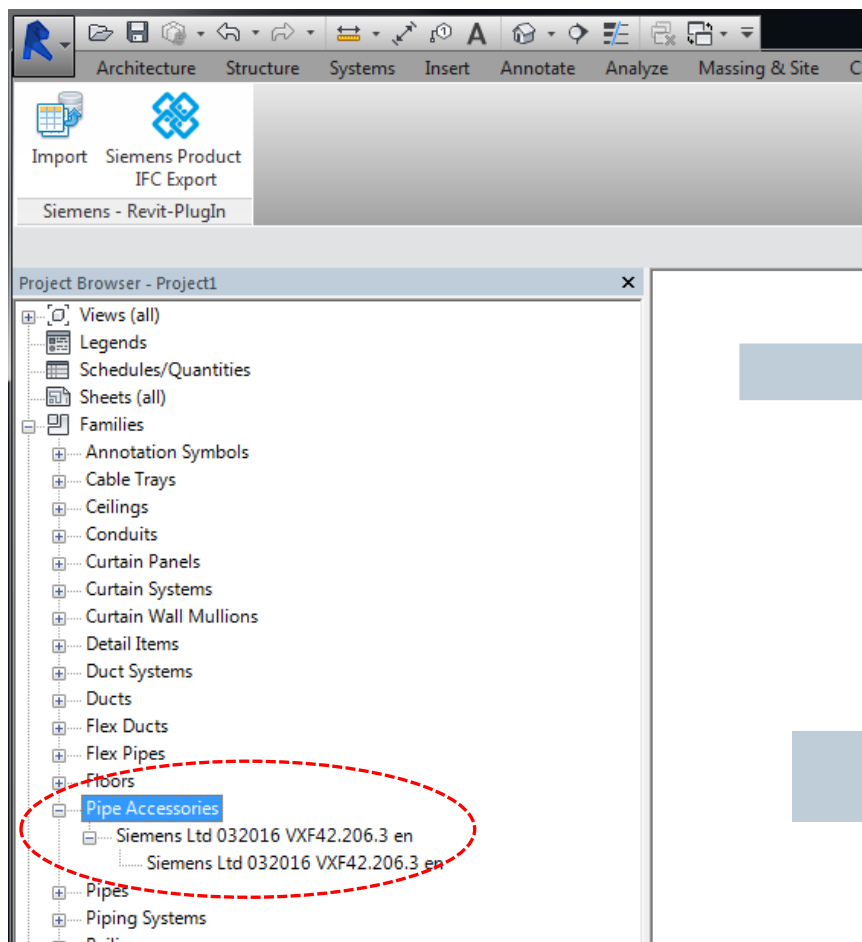 A
Architecture Structure Systems Insert Annotate Analyze Massing & Site C
Import Siemens Product
IFC Export
Siemens - Revit-PlugIn
Project Browser - Project1
Views (all)
Legends
Schedules/Quantities
Sheets (all)
Families
Annotation Symbols
Cable Trays
Ceilings
Conduits
Curtain Panels
Curtain Systems
Curtain Wall Mullions
Detail Items
Duct Systems
Ducts
Flex Ducts
Flex Pipes
Floors
Pipe Accessories
Siemens Ltd 032016 VXF42.206.3 en
Siemens Ltd 032016 VXF42.206.3 en
Pipes
Piping Systems